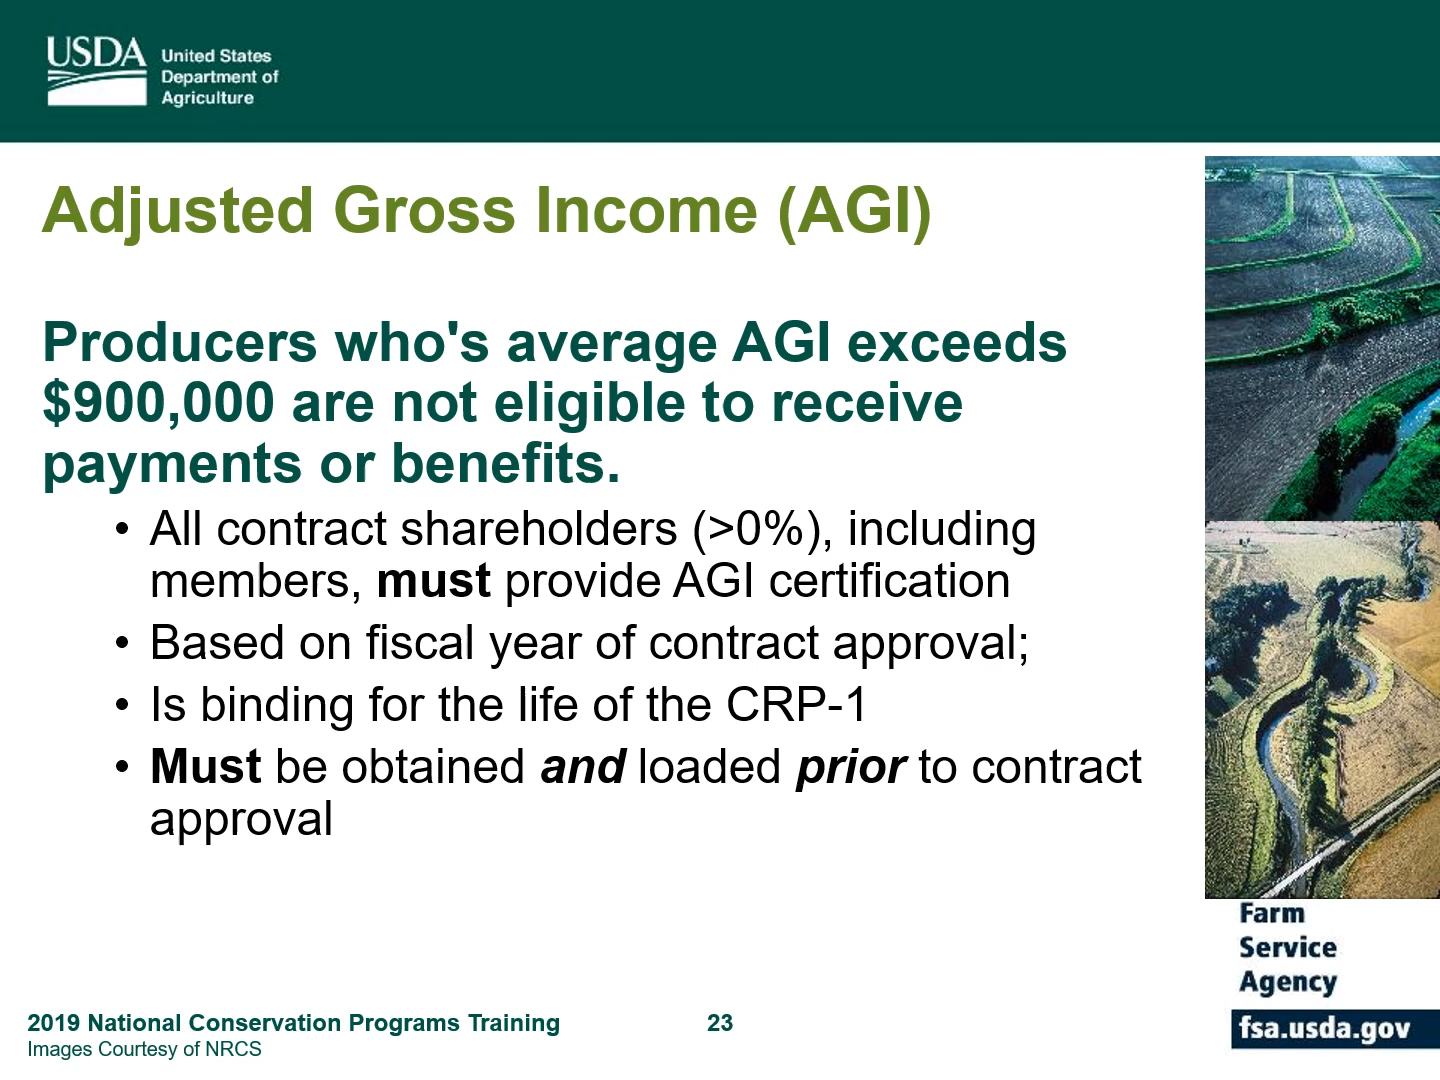 USDA
United States
Department of
Agriculture
Adjusted Gross Income (AGI)
Producers who's average AGI exceeds
$900,000 are not eligible to receive
payments or benefits.
• All contract shareholders (>0%), including
members, must provide AGI certification
• Based on fiscal year of contract approval;
• Is binding for the life of the CRP-1
• Must be obtained and loaded prior to contract
approval
Farm
Service
Agency
fsa.usda.gov
2019 National Conservation Programs Training
23
Images Courtesy of NRCS